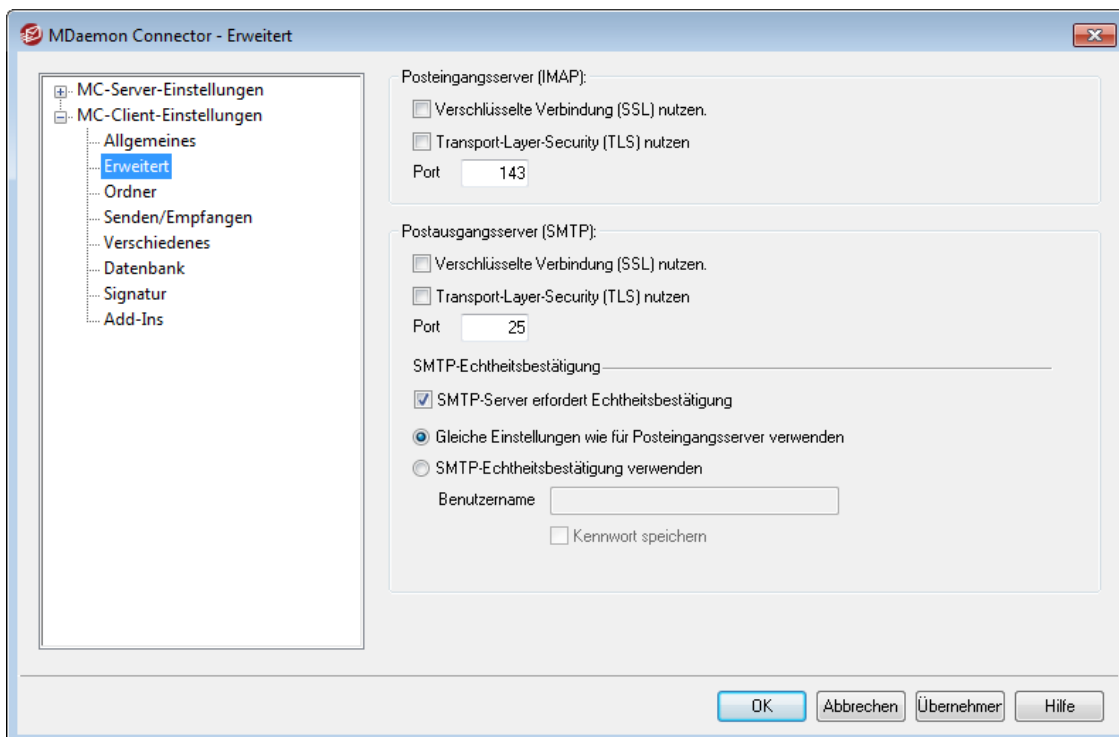 MDaemon Connector - Erweitert
MC-Server-Einstellungen
MC-Client-Einstellungen
Allgemeines
Erweitert
Ordner
Senden/Empfangen
Verschiedenes
Datenbank
Signatur
Add-Ins
Posteingangsserver (IMAP):
Verschlüsselte Verbindung (SSL) nutzen.
Transport-Layer-Security (TLS) nutzen
Port 143
Postausgangsserver (SMTP):
Verschlüsselte Verbindung (SSL) nutzen.
Transport-Layer-Security (TLS) nutzen
Port 25
SMTP-Echtheitsbestätigung
SMTP-Server erfordert Echtheitsbestätigung
Gleiche Einstellungen wie für Posteingangsserver verwenden
SMTP-Echtheitsbestätigung verwenden
Benutzername
Kennwort speichern
OK Abbrechen Übernehmer Hilfe